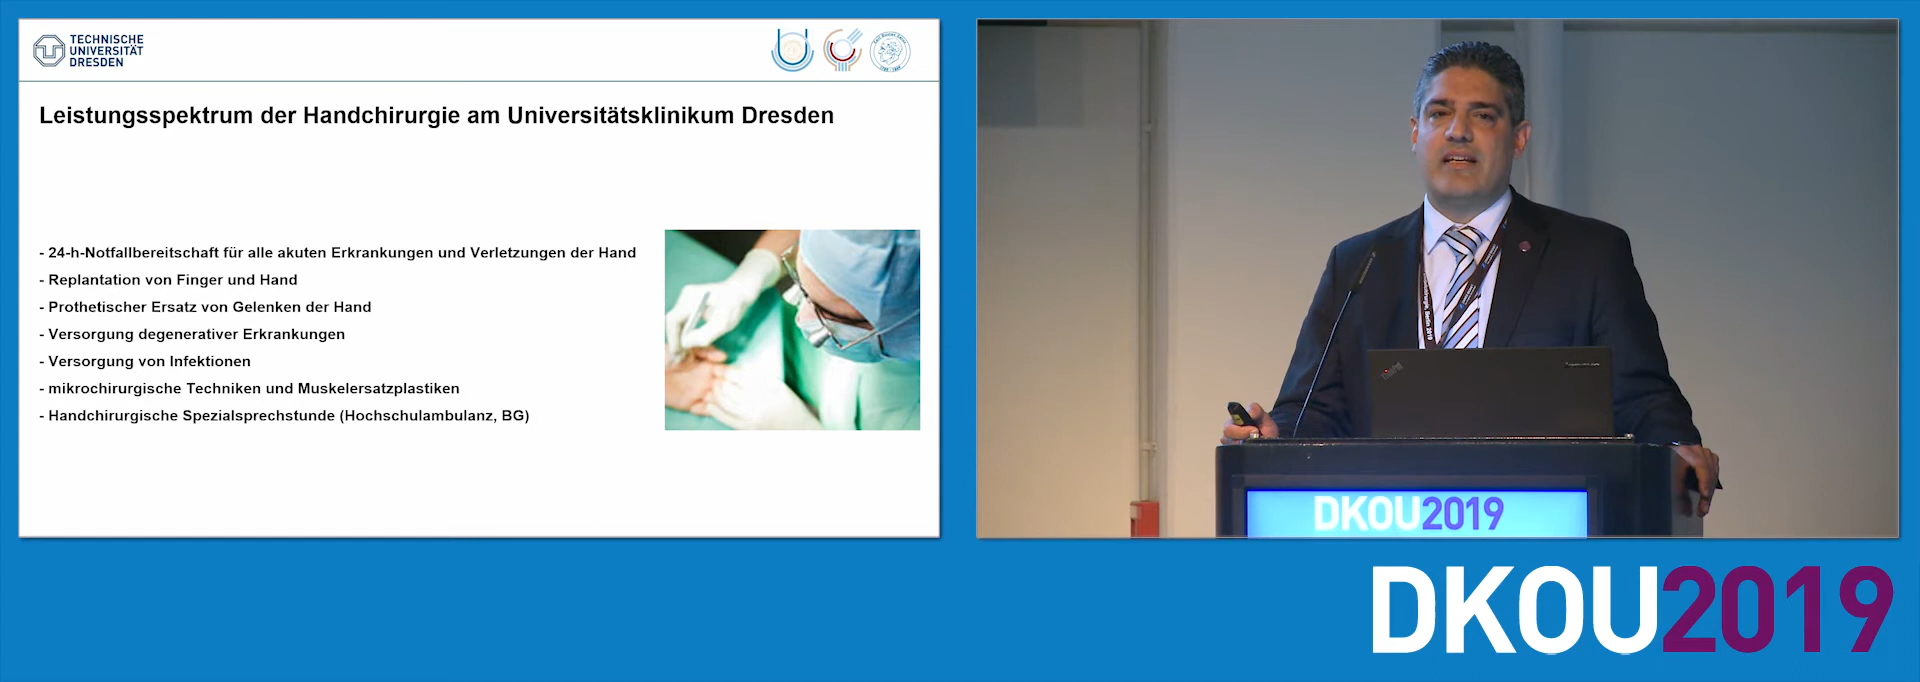 TECHNISCHE
UNIVERSITÄT
DRESDEN
Leistungsspektrum der Handchirurgie am Universitätsklinikum Dresden
- 24-h-Notfallbereitschaft für alle akuten Erkrankungen und Verletzungen der Hand
- Replantation von Finger und Hand
- Prothetischer Ersatz von Gelenken der Hand
- Versorgung degenerativer Erkrankungen
- Versorgung von Infektionen
- mikrochirurgische Techniken und Muskelersatzplastiken
- Handchirurgische Spezialsprechstunde (Hochschulambulanz, BG)
Berlin 2019
DKOU2019
DKOU2019